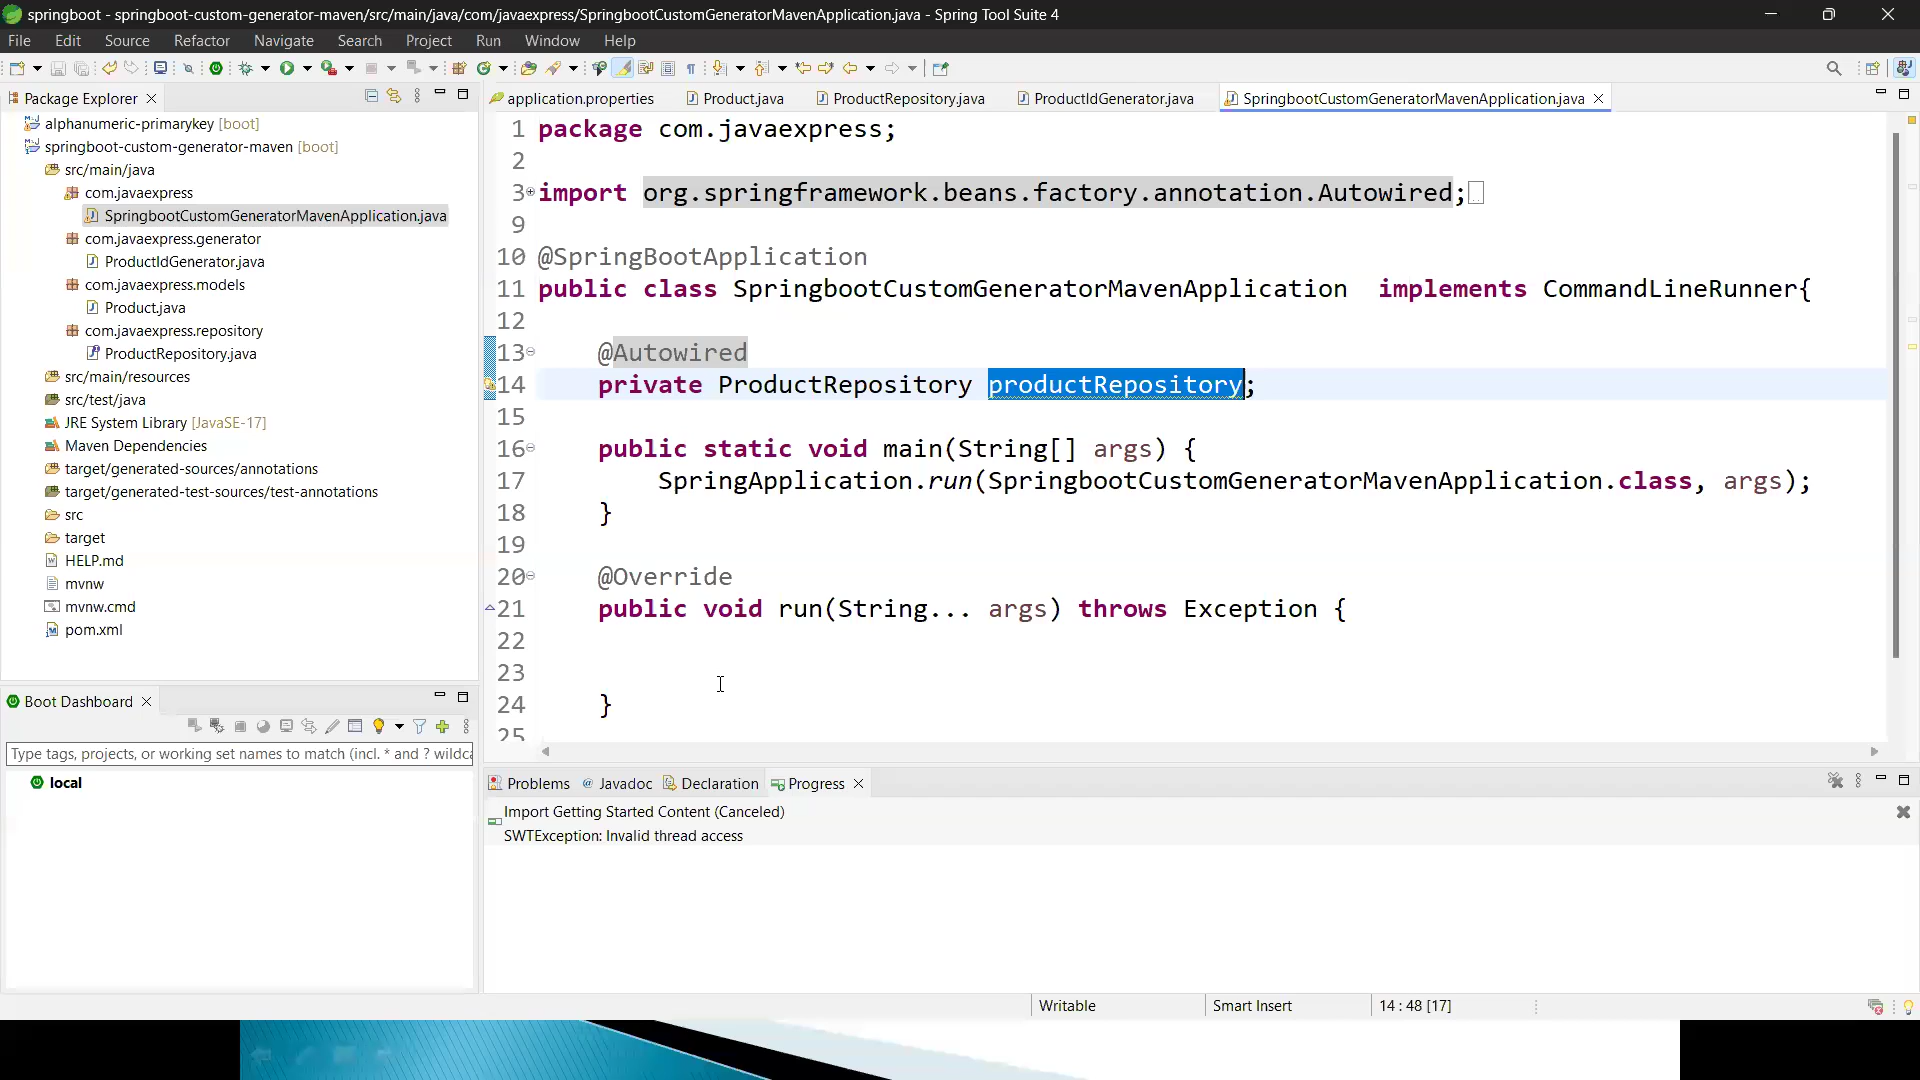 springboot - springboot-custom-generator-maven/src/main/java/com/javaexpress/SpringbootCustomGeneratorMavenApplication.java - Spring Tool Suite 4
File Edit Source Refactor Navigate Search Project Run Window Help
Package Explorer
alphanumeric-primarykey [boot]
springboot-custom-generator-maven [boot]
src/main/java
com.javaexpress
SpringbootCustomGeneratorMavenApplication.java
com.javaexpress.generator
ProductIdGenerator.java
com.javaexpress.models
Product.java
com.javaexpress.repository
ProductRepository.java
src/main/resources
src/test/java
JRE System Library [JavaSE-17]
Maven Dependencies
target/generated-sources/annotations
target/generated-test-sources/test-annotations
src
target
HELP.md
mvnw
mvnw.cmd
pom.xml
Boot Dashboard
Type tags, projects, or working set names to match (incl. * and ? wildca
local
application.properties Product.java ProductRepository.java ProductIdGenerator.java SpringbootCustomGeneratorMavenApplication.java
1 package com.javaexpress;
2
3 import org.springframework.beans.factory.annotation.Autowired;
9
10 @SpringBootApplication
11 public class SpringbootCustomGeneratorMavenApplication  implements CommandLineRunner{
12
13 @Autowired
14 private ProductRepository productRepository;
15
16 public static void main(String[] args) {
17 SpringApplication.run(SpringbootCustomGeneratorMavenApplication.class, args);
18 }
19
20 @Override
21 public void run(String... args) throws Exception {
22
23
24 }
25
Problems Javadoc Declaration Progress
Import Getting Started Content (Canceled)
SWTException: Invalid thread access
Writable Smart Insert 14 : 48 [17]